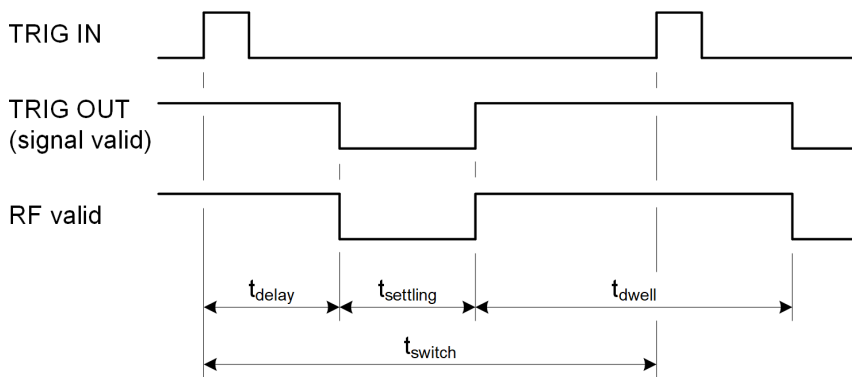 TRIG IN
TRIG OUT
(signal valid)
RF valid
tdelay
tsettling
tdwell
tswitch